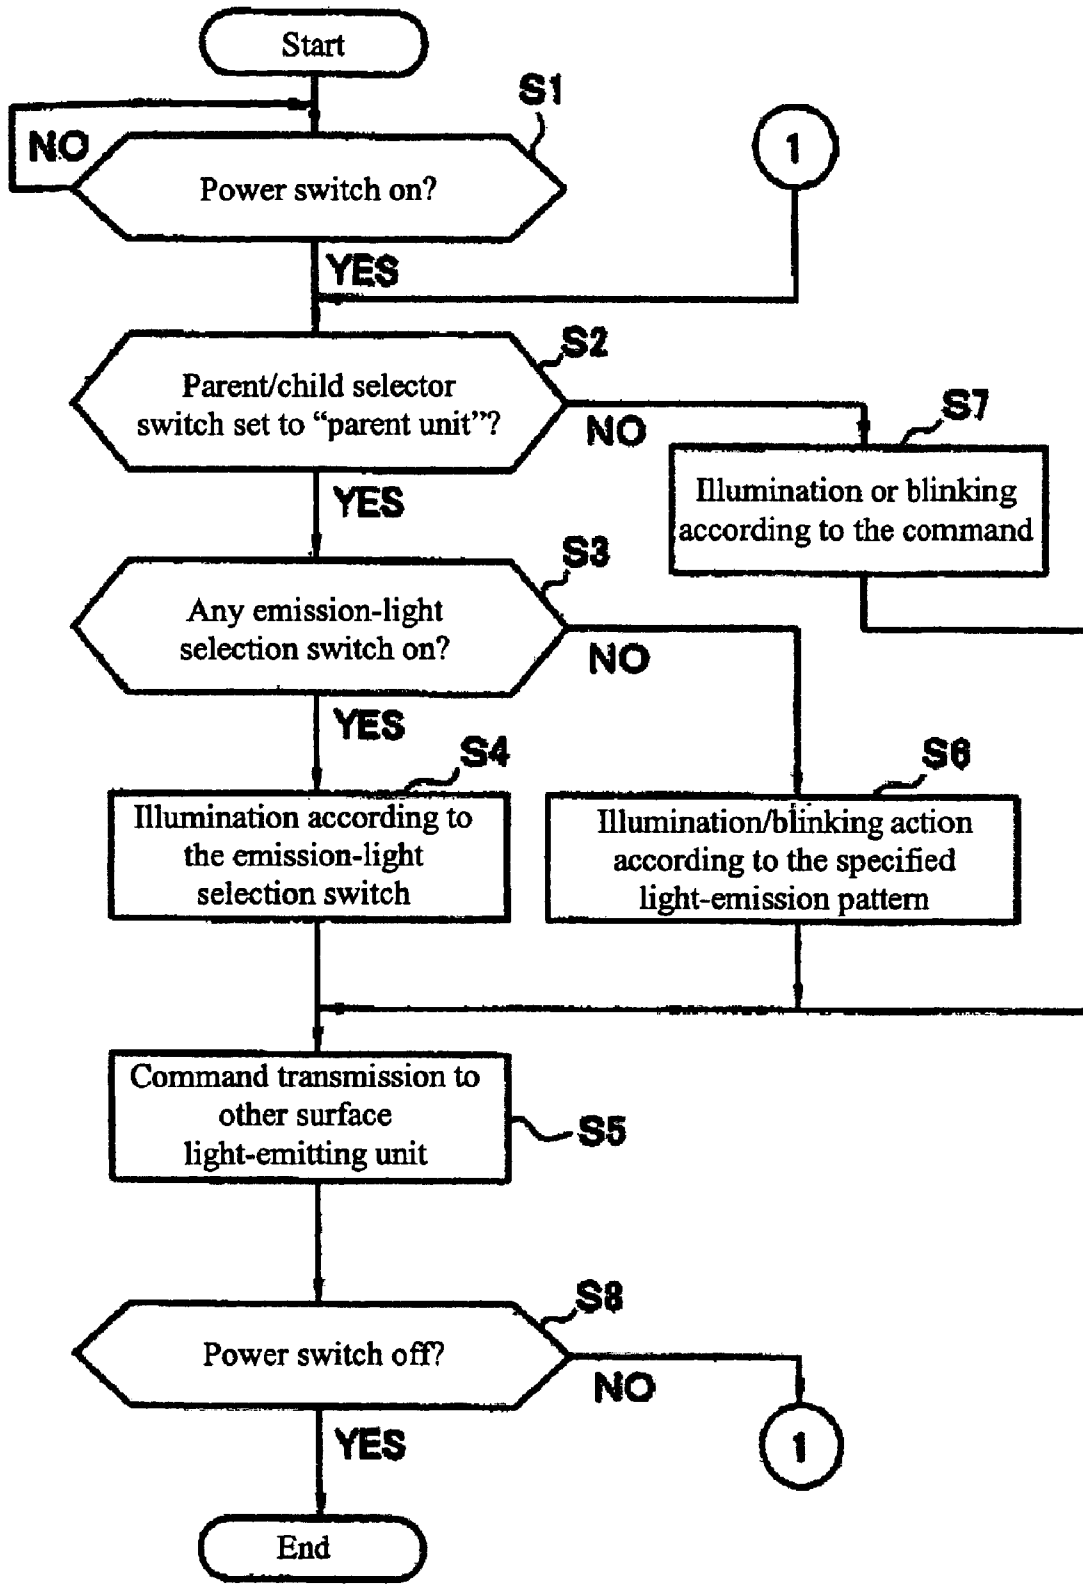 Start
S1
NO
1
Power switch on?
YES
S2
Parent/child selector
switch set to “parent unit”?
NO
S7
YES
Illumination or blinking
according to the command
S3
Any emission-light
selection switch on?
NO
YES
S4
S6
Illumination according to
the emission-light
selection switch
Illumination/blinking action
according to the specified
light-emission pattern
Command transmission to
other surface
light-emitting unit
S5
S8
Power switch off?
NO
YES
1
End